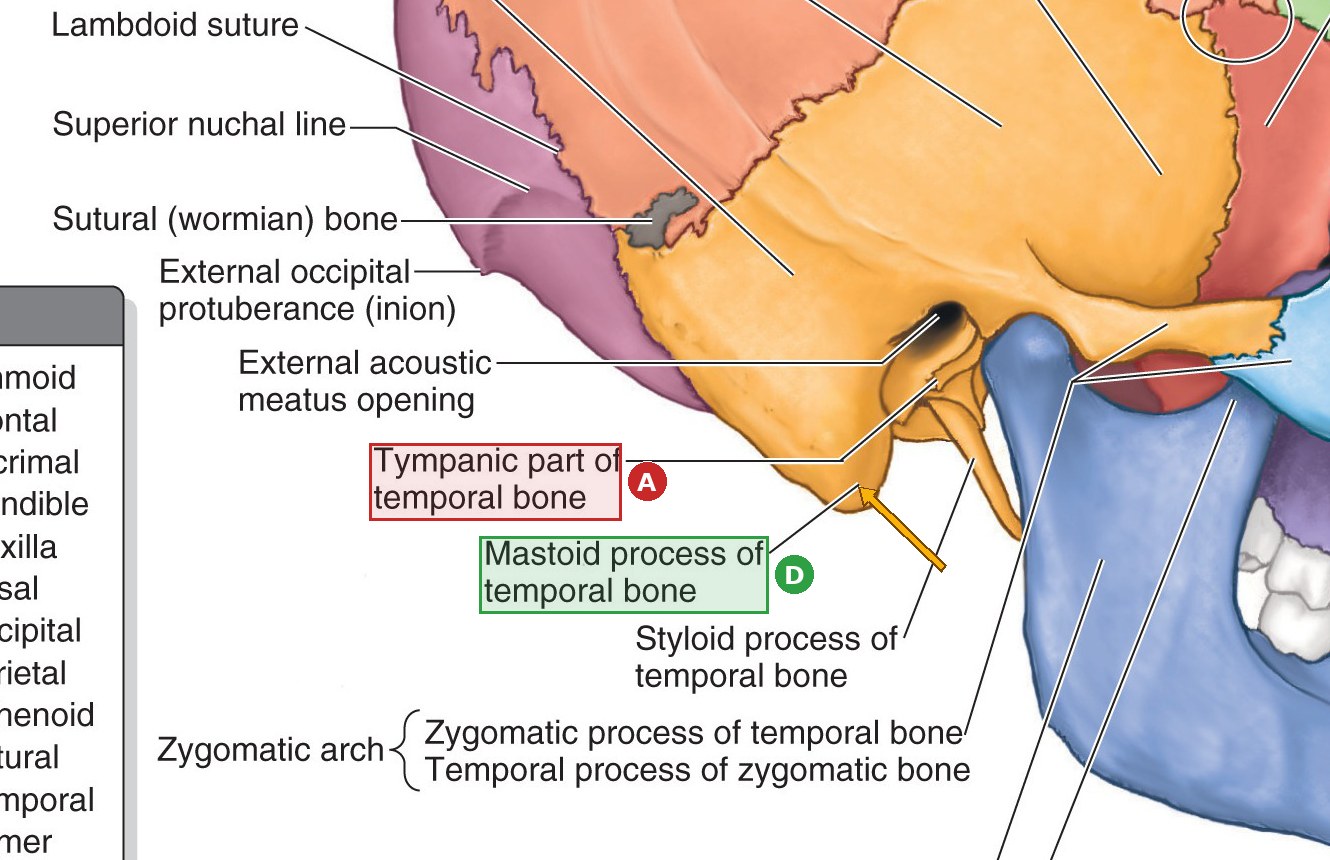 Lambdoid suture
Superior nuchal line
Sutural (wormian) bone
External occipital
protuberance (inion)
External acoustic
meatus opening
Tympanic part of
temporal bone
A
Mastoid process of
temporal bone
D
Styloid process of
temporal bone
Zygomatic arch
Zygomatic process of temporal bone
Temporal process of zygomatic bone
moid
ontal
crimal
ndible
xilla
sal
cipital
rietal
henoid
tural
mporal
mer